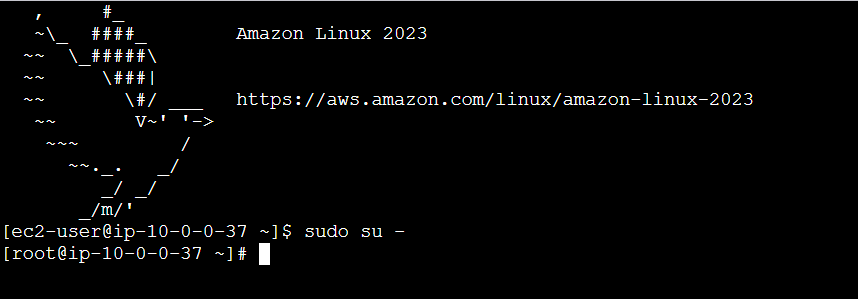 ,     #_
   ~\_  ####_        Amazon Linux 2023
  ~~  \_#####\
  ~~     \###|
  ~~       \#/ ___   https://aws.amazon.com/linux/amazon-linux-2023
   ~~       V~' '->
    ~~~         /
      ~~._.   _/
         _/ _/
       _/m/'
[ec2-user@ip-10-0-0-37 ~]$ sudo su -
[root@ip-10-0-0-37 ~]#